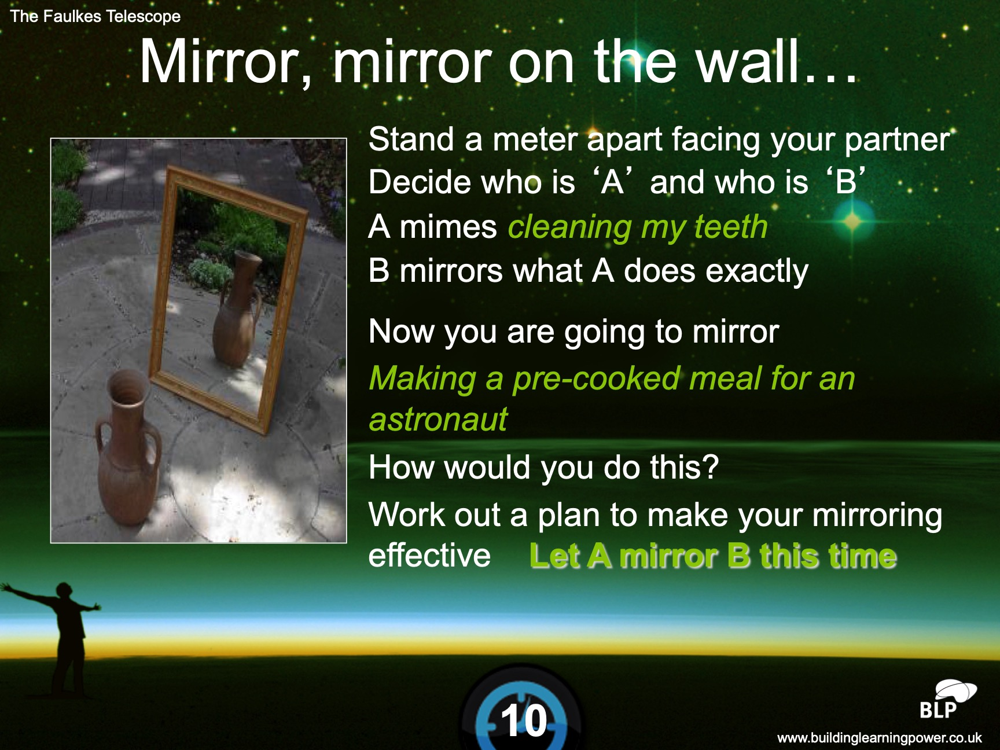 The Faulkes Telescope
Mirror, mirror on the wall…
Stand a meter apart facing your partner
Decide who is ‘A’ and who is ‘B’
A mimes cleaning my teeth
B mirrors what A does exactly
Now you are going to mirror
Making a pre-cooked meal for an
astronaut
How would you do this?
Work out a plan to make your mirroring
effective Let A mirror B this time
10
BLP
www.buildinglearningpower.co.uk